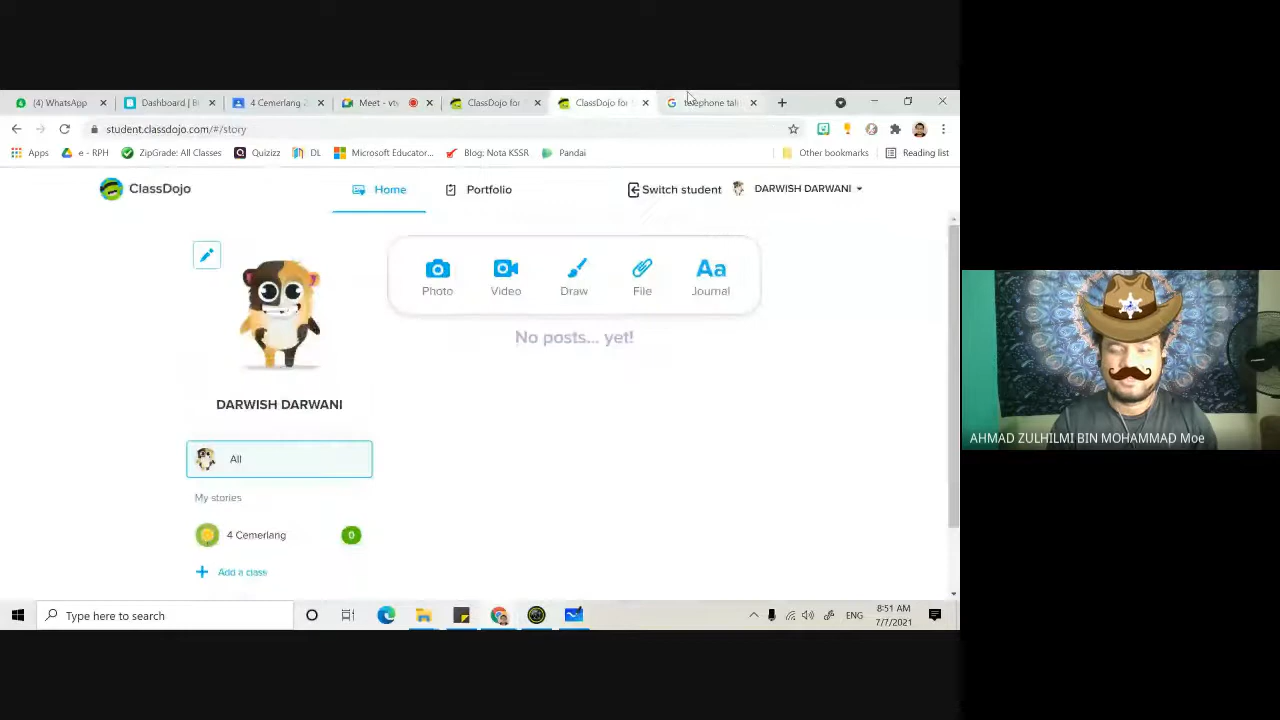 (4) WhatsApp
Dashboard | B
4 Cemerlang
Meet - vts
ClassDojo for
ClassDojo for
telephone tal
student.classdojo.com/#/story
Apps e - RPH ZipGrade: All Classes Quizizz DL Microsoft Educator... Blog: Nota KSSR Pandai Other bookmarks Reading list
ClassDojo Home Portfolio Switch student DARWISH DARWANI
Photo Video Draw File Aa Journal
No posts... yet!
DARWISH DARWANI
All
My stories
4 Cemerlang 0
Add a class
AHMAD ZULHILMI BIN MOHAMMAD Moe
Type here to search
ENG
8:51 AM
7/7/2021